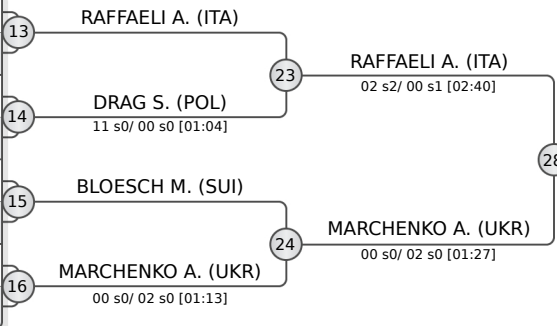 RAFFAELI A. (ITA)
13
23
RAFFAELI A. (ITA)
02 s2/ 00 s1 [02:40]
DRAG S. (POL)
14
11 s0/ 00 s0 [01:04]
28
BLOESCH M. (SUI)
15
24
MARCHENKO A. (UKR)
00 s0/ 02 s0 [01:27]
MARCHENKO A. (UKR)
16
00 s0/ 02 s0 [01:13]